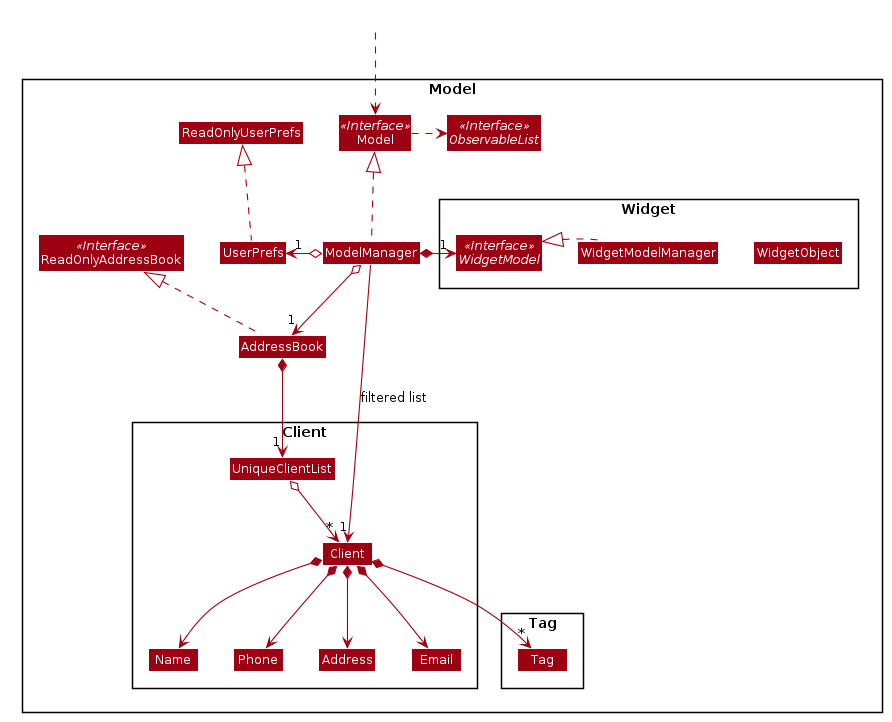 Model
«Interface»
Model
«Interface»
ObservableList
ReadOnlyUserPrefs
Widget
«Interface»
ReadOnlyAddressBook
UserPrefs
1
ModelManager
1
«Interface»
WidgetModel
WidgetModelManager
WidgetObject
1
AddressBook
filtered list
Client
1
UniqueClientList
*
1
Client
Tag
*
Name
Phone
Address
Email
Tag